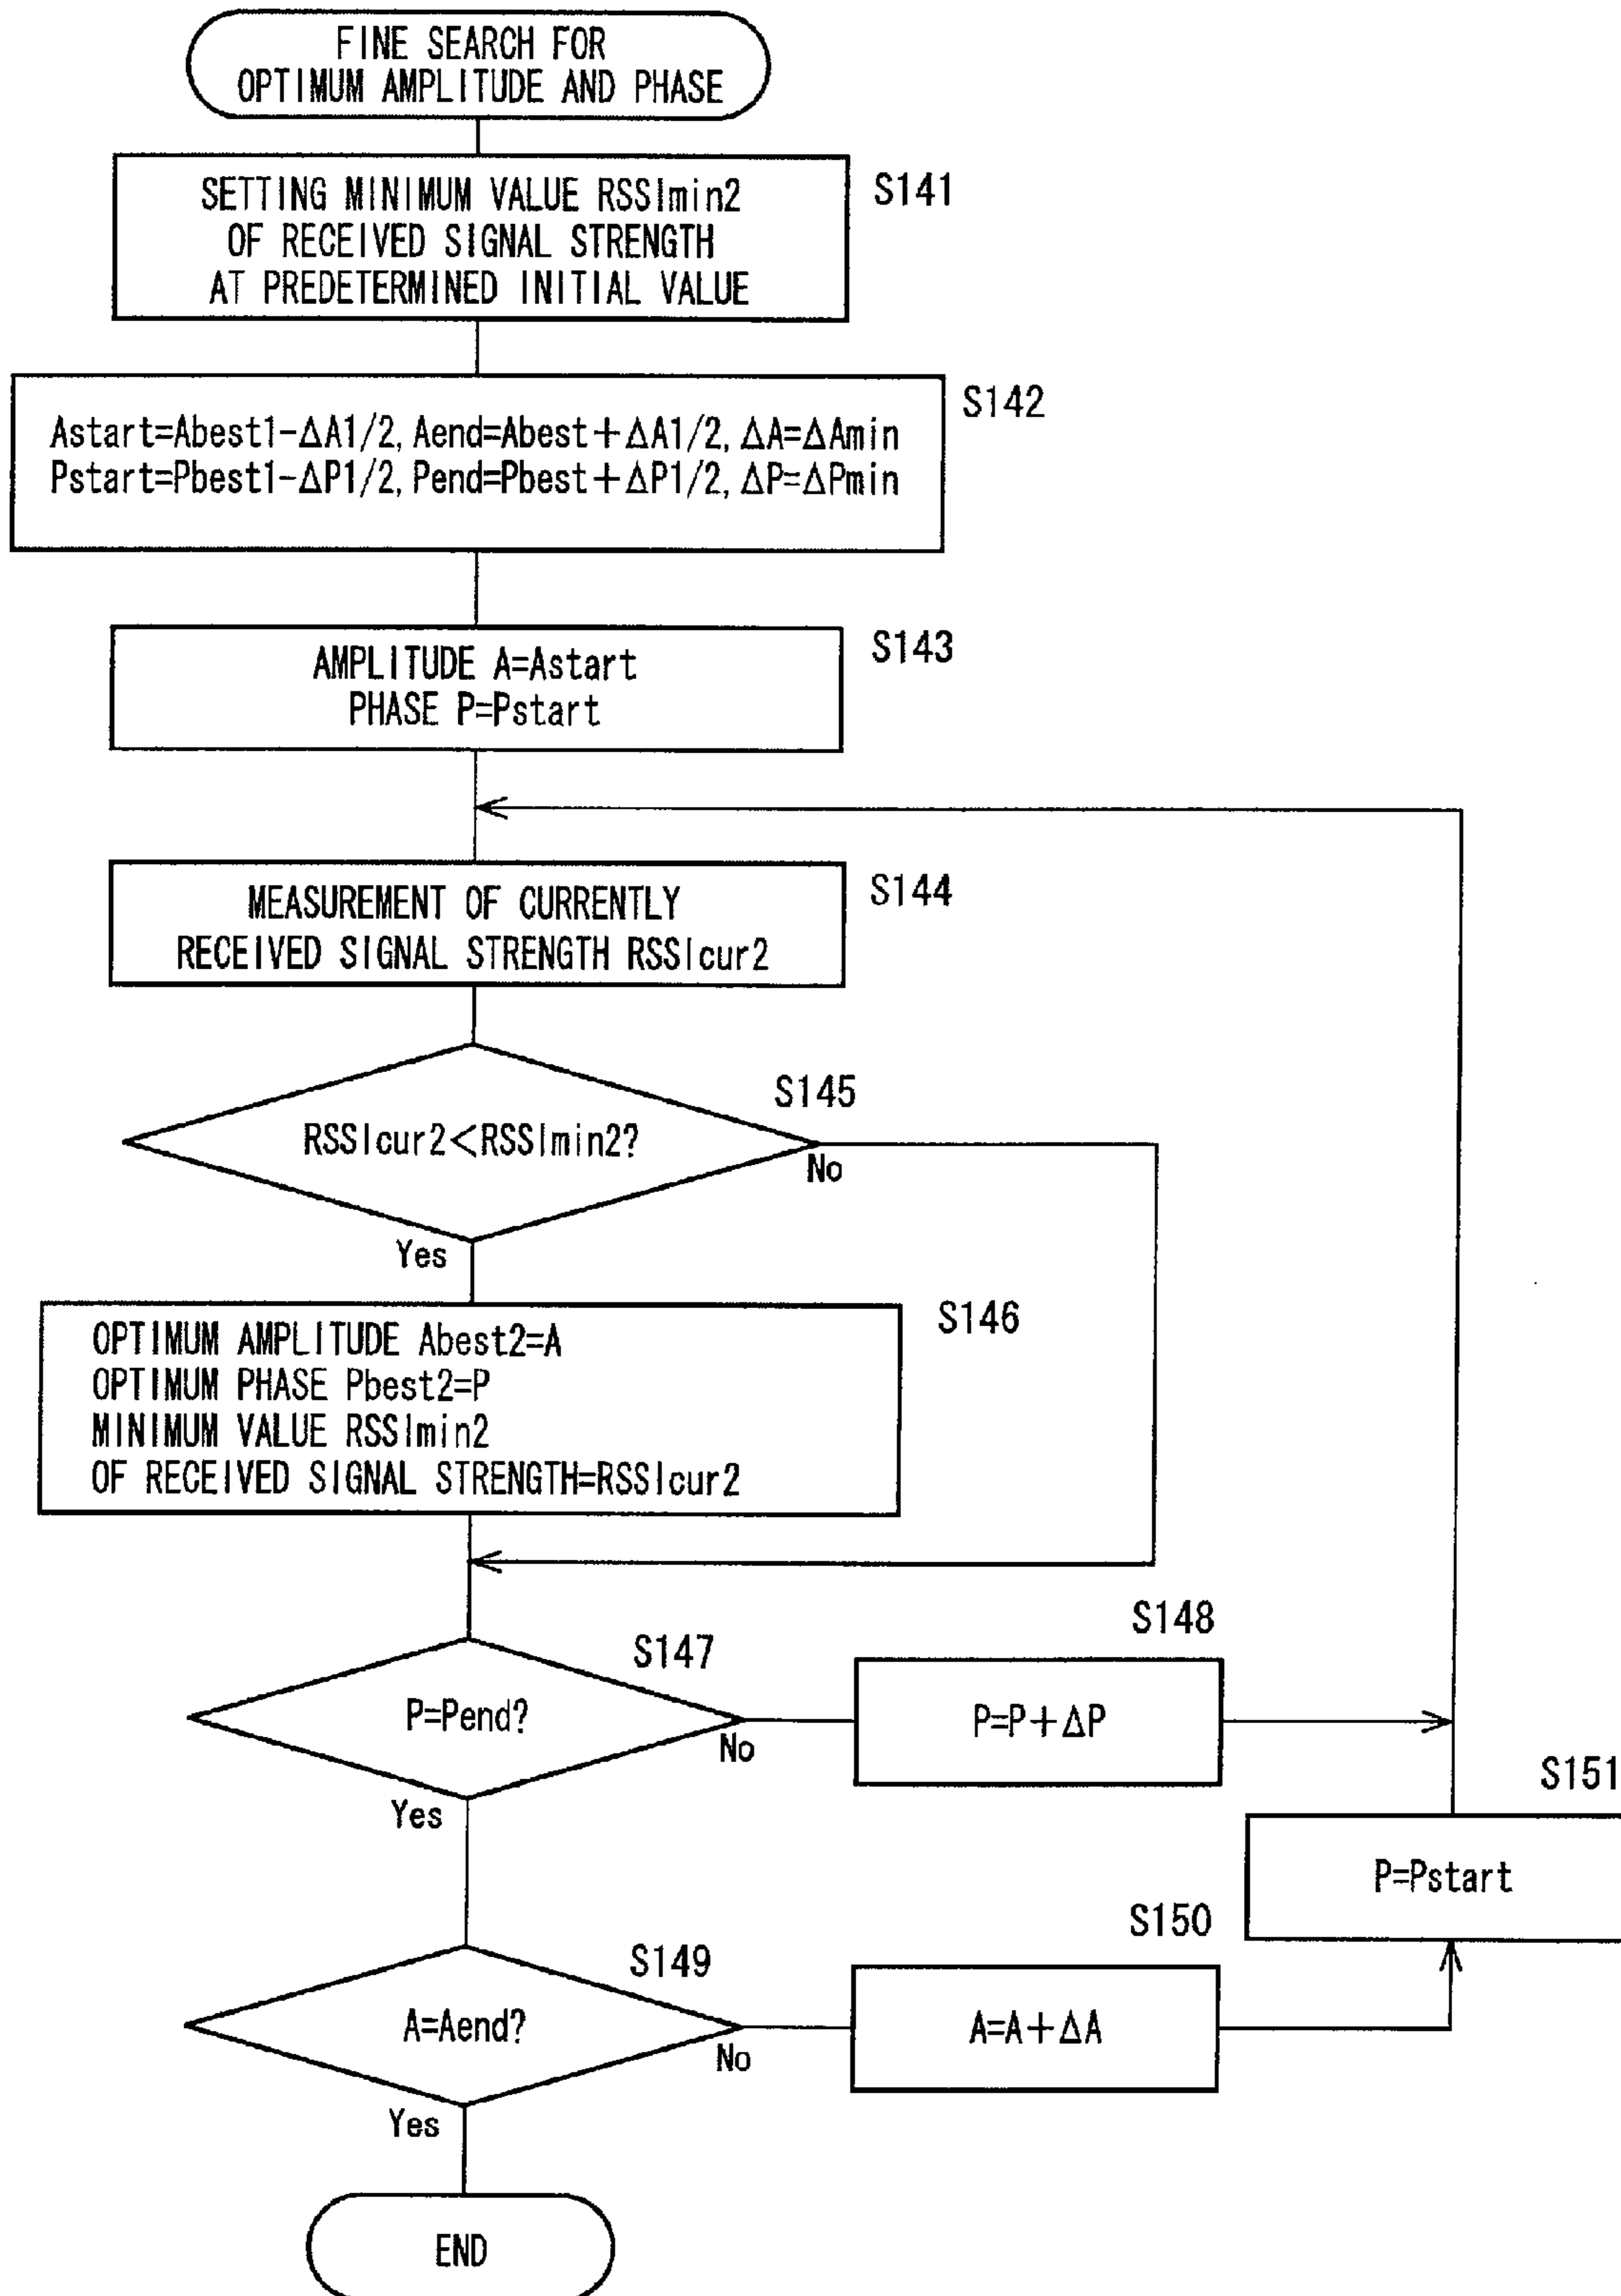 FINE SEARCH FOR
OPTIMUM AMPLITUDE AND PHASE
SETTING MINIMUM VALUE RSSImin2
OF RECEIVED SIGNAL STRENGTH
AT PREDETERMINED INITIAL VALUE
S141
Astart=Abest1-ΔA1/2, Aend=Abest+ΔA1/2, ΔA=ΔAmin
Pstart=Pbest1-ΔP1/2, Pend=Pbest+ΔP1/2, ΔP=ΔPmin
S142
AMPLITUDE A=Astart
PHASE P=Pstart
S143
MEASUREMENT OF CURRENTLY
RECEIVED SIGNAL STRENGTH RSSIcur2
S144
RSSIcur2<RSSImin2?
S145
No
Yes
OPTIMUM AMPLITUDE Abest2=A
OPTIMUM PHASE Pbest2=P
MINIMUM VALUE RSSImin2
OF RECEIVED SIGNAL STRENGTH=RSSIcur2
S146
P=Pend?
S147
No
Yes
P=P+ΔP
S148
P=Pstart
S151
A=Aend?
S149
No
Yes
A=A+ΔA
S150
END